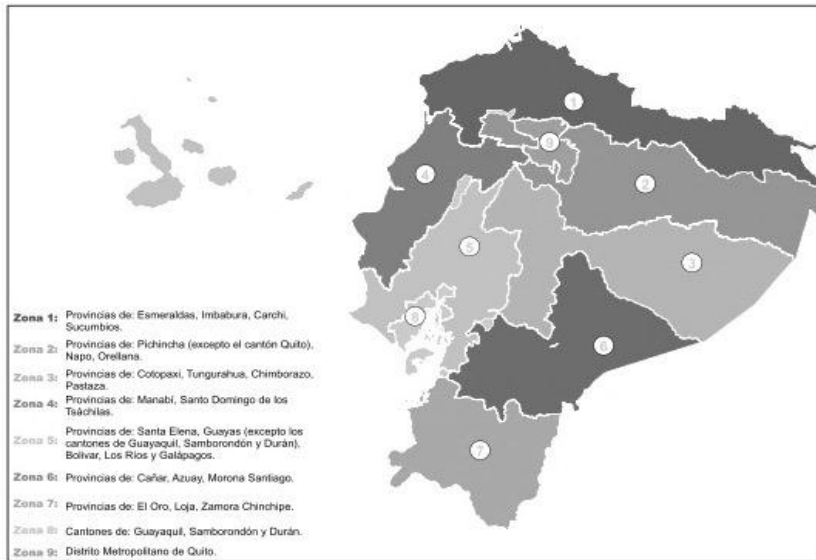 1
9
4
2
5
3
8
6
7
Zona 1: Provincias de: Esmeraldas, Imbabura, Carchi,
Sucumbios.
Zona 2: Provincias de: Pichincha (excepto el cantón Quito),
Napo, Orellana.
Zona 3: Provincias de: Cotopaxi, Tungurahua, Chimborazo,
Pastaza.
Zona 4: Provincias de: Manabí, Santo Domingo de los
Tsáchilas.
Zona 5: Provincias de: Santa Elena, Guayas (excepto los
cantones de Guayaquil, Samborondón y Durán),
Bolivar, Los Ríos y Galápagos.
Zona 6: Provincias de: Cañar, Azuay, Morona Santiago.
Zona 7: Provincias de: El Oro, Loja, Zamora Chinchipe.
Zona 8: Cantones de: Guayaquil, Samborondón y Durán.
Zona 9: Distrito Metropolitano de Quito.